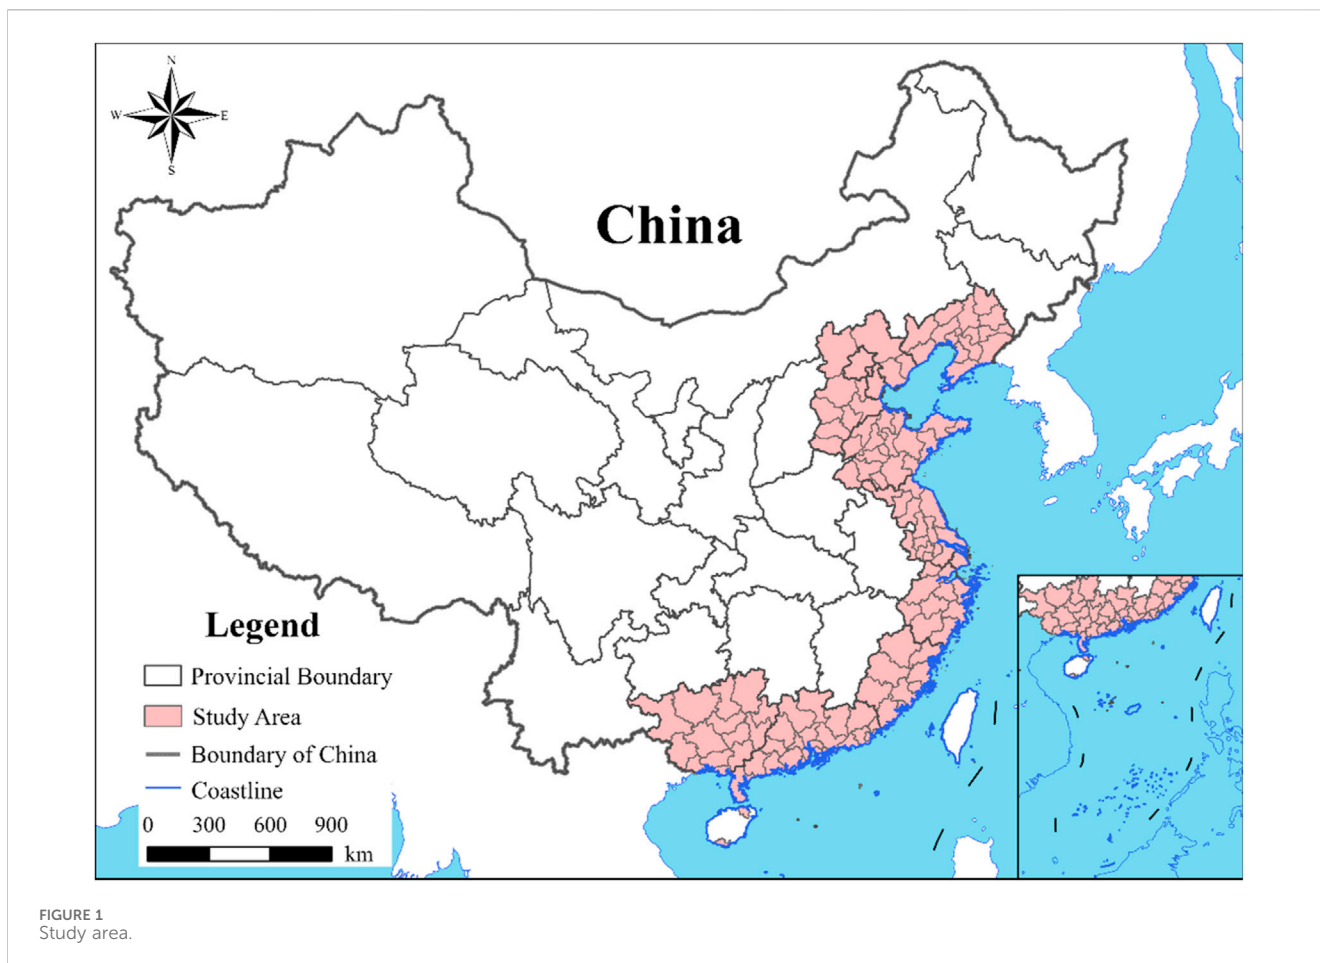 N
W E
S
China
Legend
Provincial Boundary
Study Area
Boundary of China
Coastline
0 300 600 900
km
FIGURE 1
Study area.